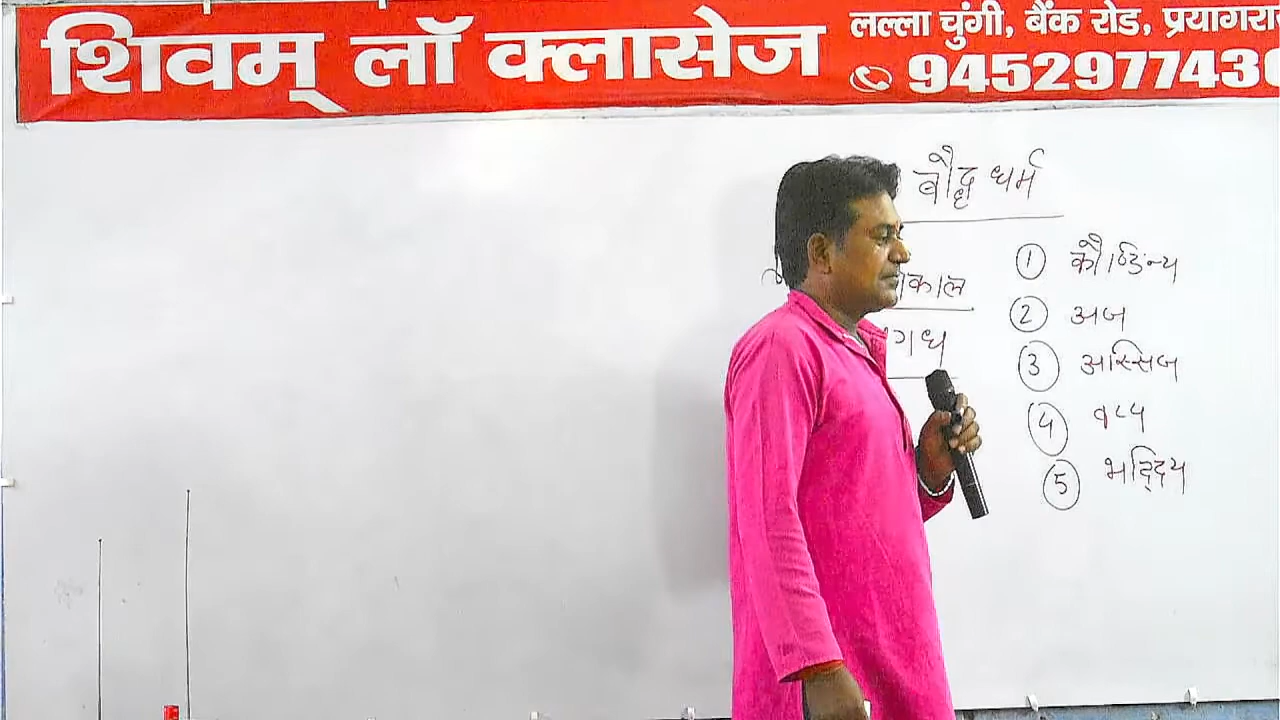 शिवम् लॉ क्लासेज
लल्ला चुंगी, बैंक रोड, प्रयागरा
9452977430
बौद्ध धर्म
काल
गध
1 कौण्डिन्य
2 अज
3 अस्सिज
4 वप्प
5 भद्दिय